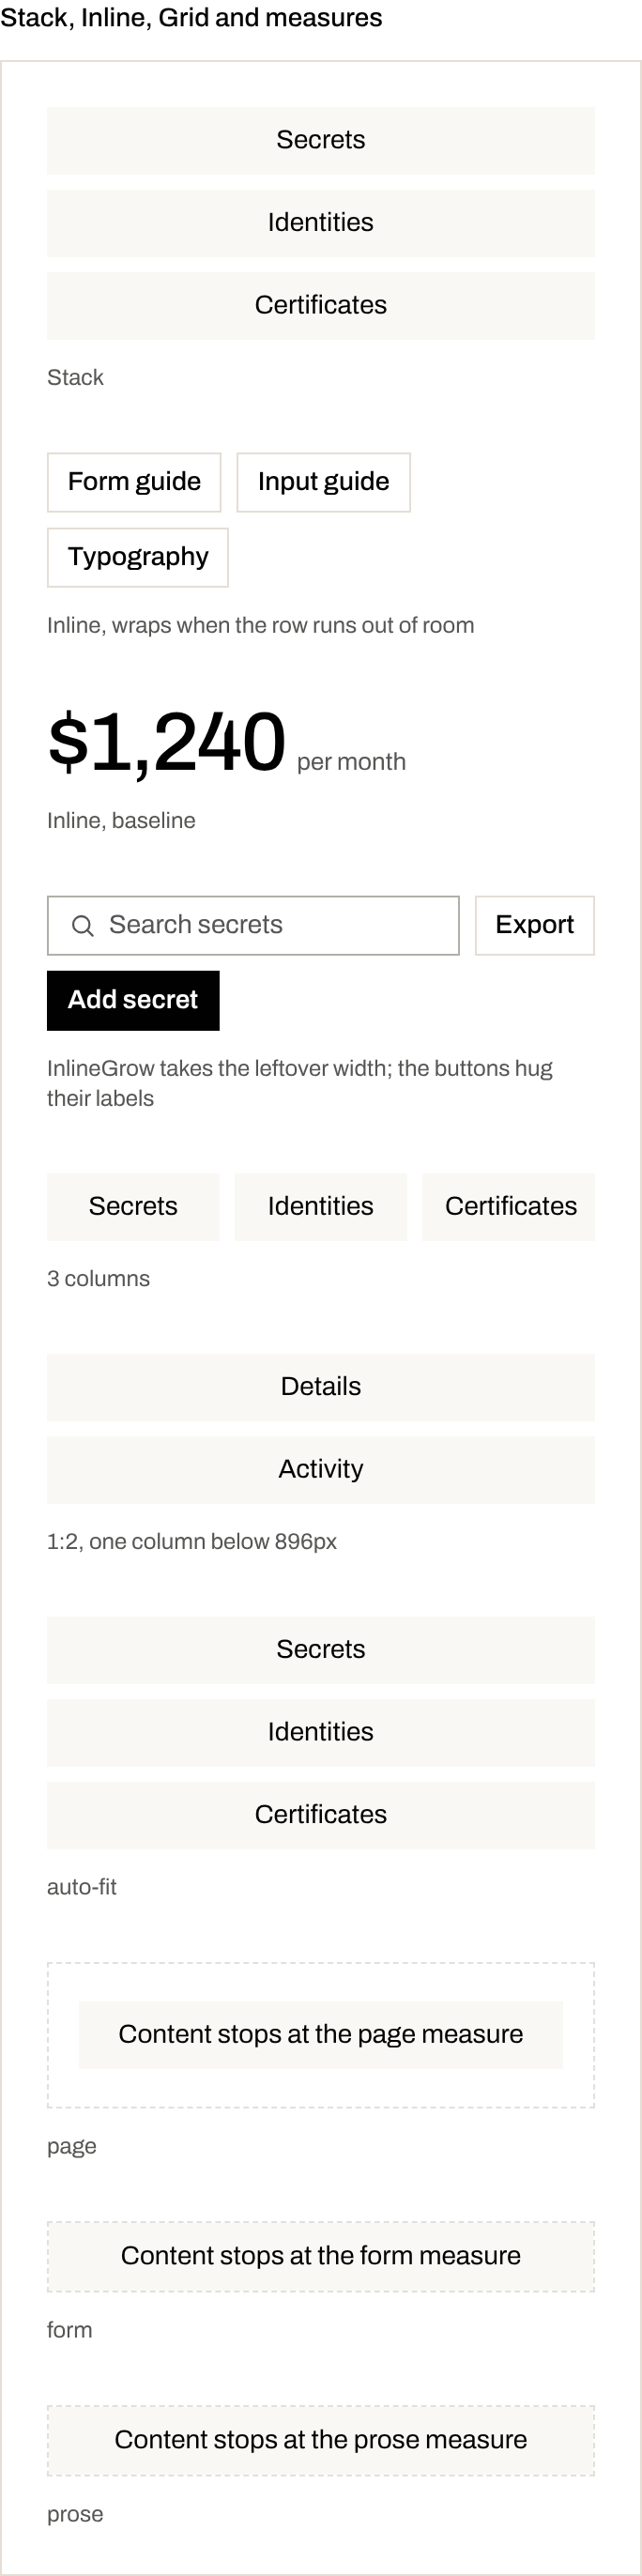 Stack, Inline, Grid and measures
Secrets
Identities
Certificates
Stack
Form guide
Input guide
Typography
Inline, wraps when the row runs out of room
$1,240 per month
Inline, baseline
Search secrets
Export
Add secret
InlineGrow takes the leftover width; the buttons hug
their labels
Secrets
Identities
Certificates
3 columns
Details
Activity
1:2, one column below 896px
Secrets
Identities
Certificates
auto-fit
Content stops at the page measure
page
Content stops at the form measure
form
Content stops at the prose measure
prose